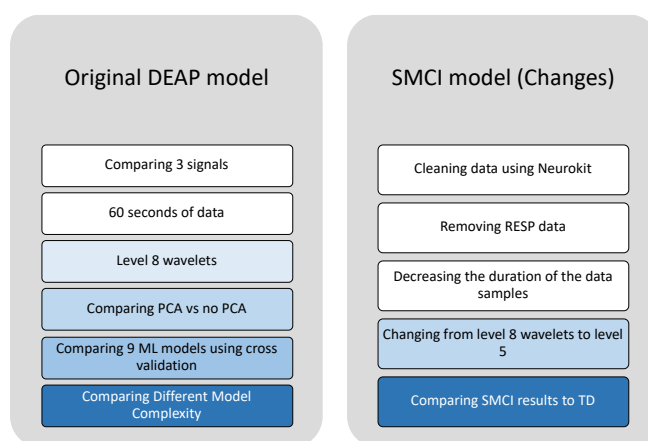 Original DEAP model
Comparing 3 signals
60 seconds of data
Level 8 wavelets
Comparing PCA vs no PCA
Comparing 9 ML models using cross
validation
Comparing Different Model
Complexity
SMCI model (Changes)
Cleaning data using Neurokit
Removing RESP data
Decreasing the duration of the data
samples
Changing from level 8 wavelets to level
5
Comparing SMCI results to TD